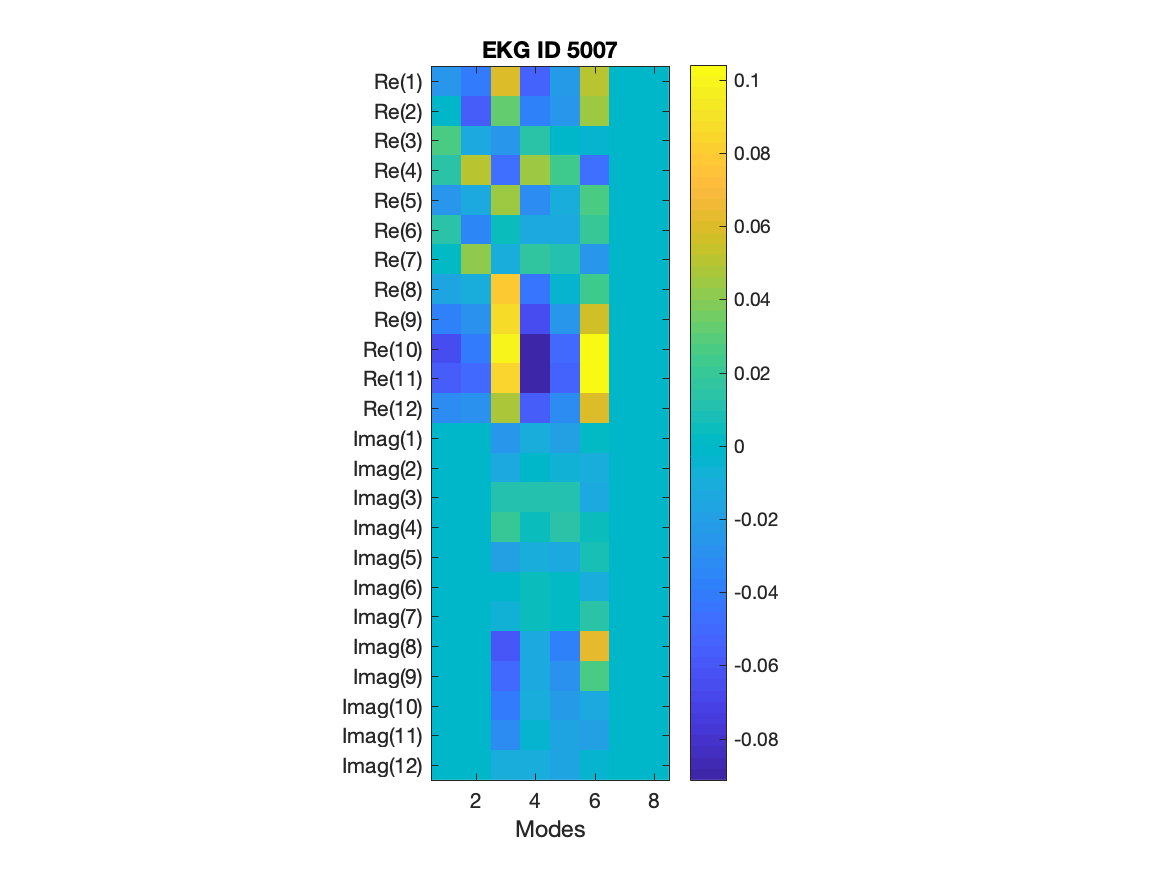 EKG ID 5007
Re(1)
Re(2)
Re(3)
Re(4)
Re(5)
Re(6)
Re(7)
Re(8)
Re(9)
Re(10)
Re(11)
Re(12)
Imag(1)
Imag(2)
Imag(3)
Imag(4)
Imag(5)
Imag(6)
Imag(7)
Imag(8)
Imag(9)
Imag(10)
Imag(11)
Imag(12)
2 4 6 8
Modes
0.1
0.08
0.06
0.04
0.02
0
-0.02
-0.04
-0.06
-0.08